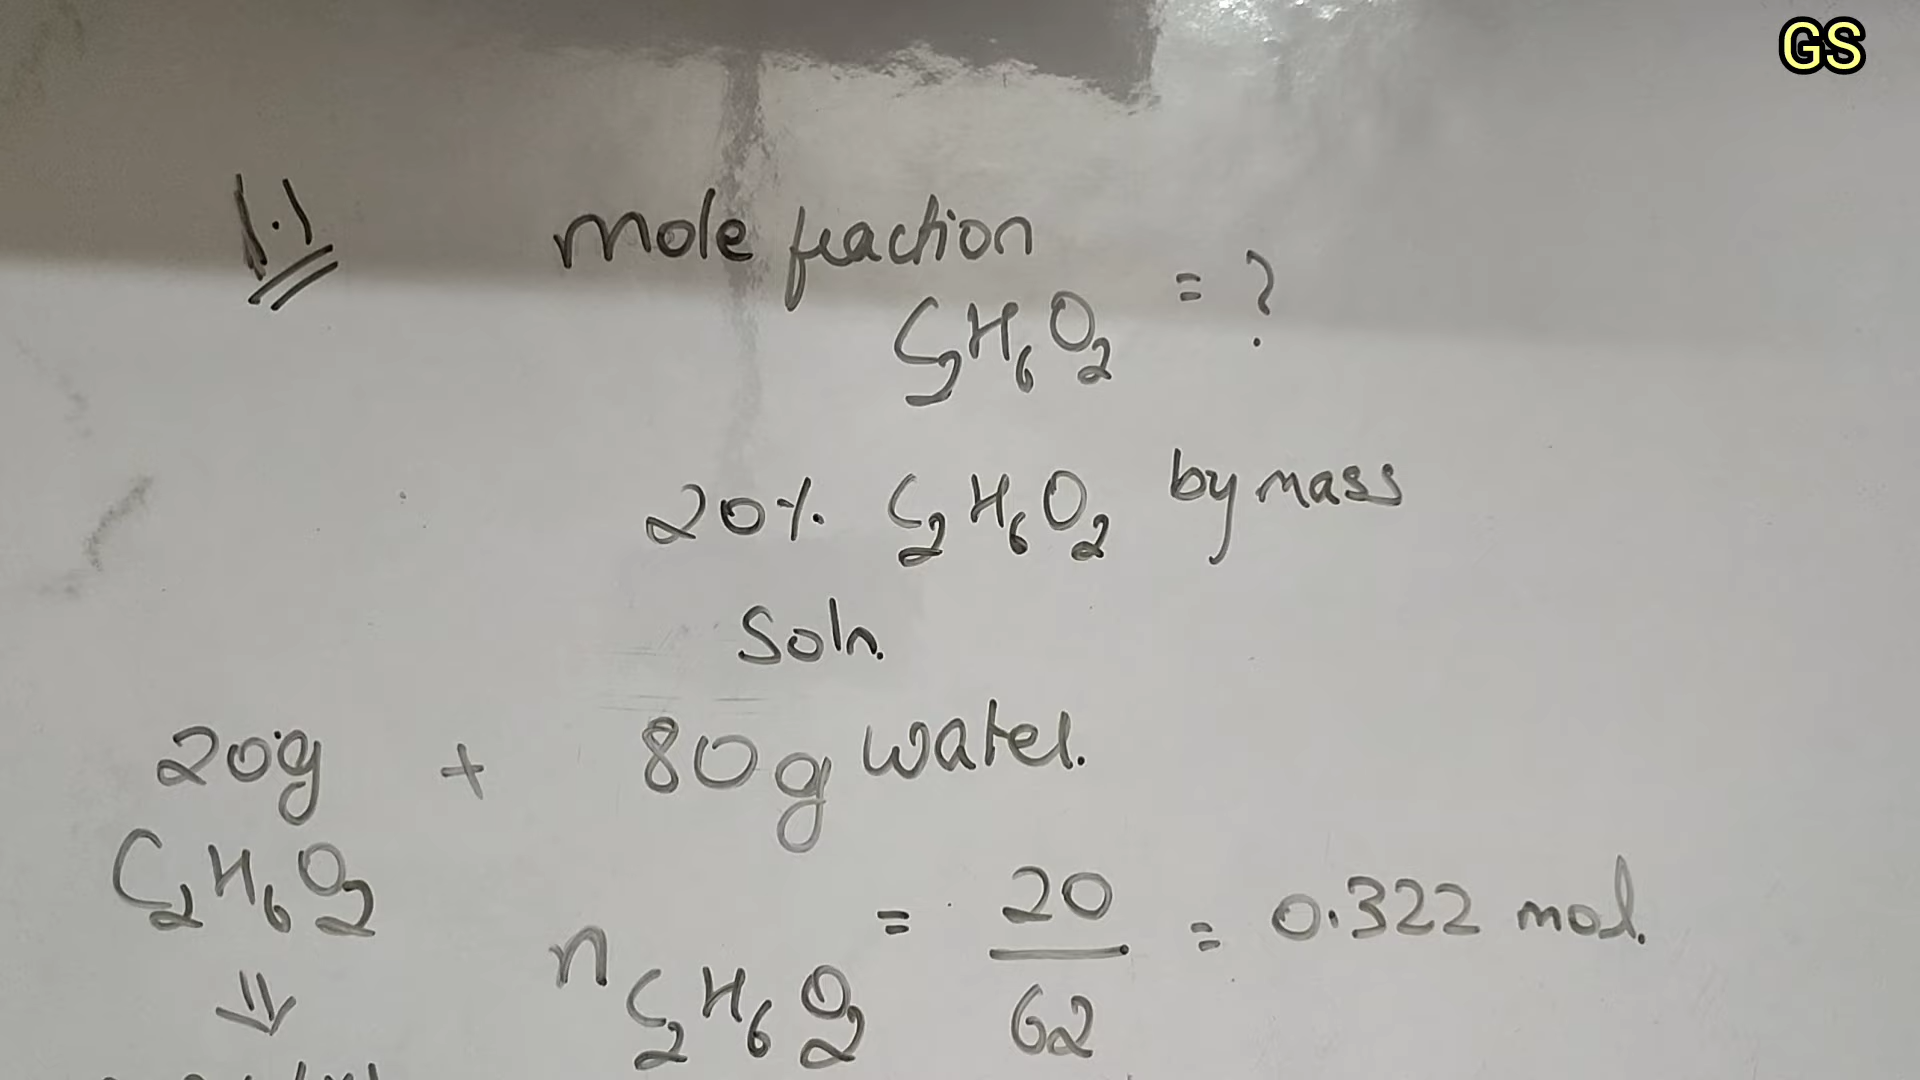 GS
1.1 mole fraction
C2H6O2 = ?
20% C2H6O2 by mass
Soln.
20g + 80g water.
C2H6O2
nC2H6O2 = 20/62 = 0.322 mol.